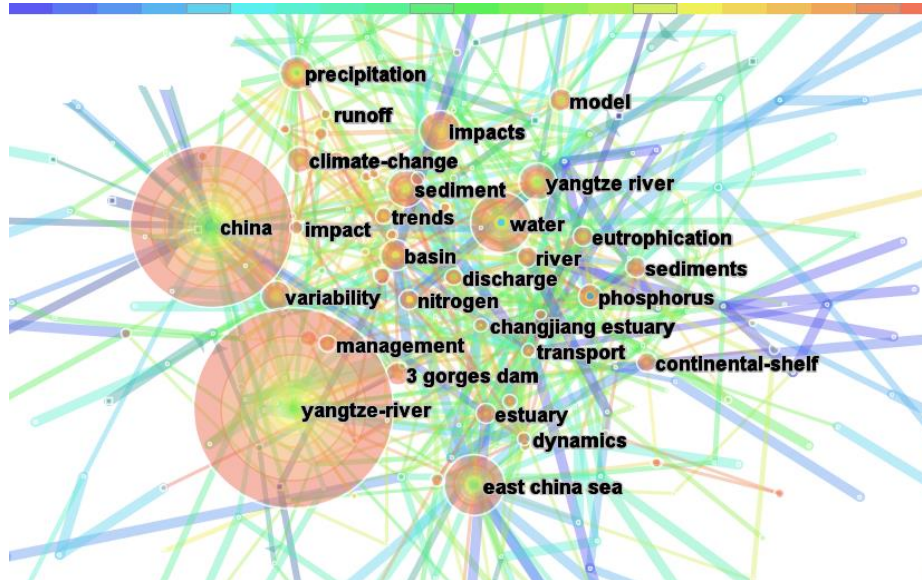 precipitation
model
runoff
impacts
climate-change
yangtze river
sediment
trends
water
china
impact
eutrophication
basin
river
sediments
discharge
variability
nitrogen
phosphorus
changjiang estuary
management
transport
continental-shelf
3 gorges dam
yangtze-river
estuary
dynamics
east china sea